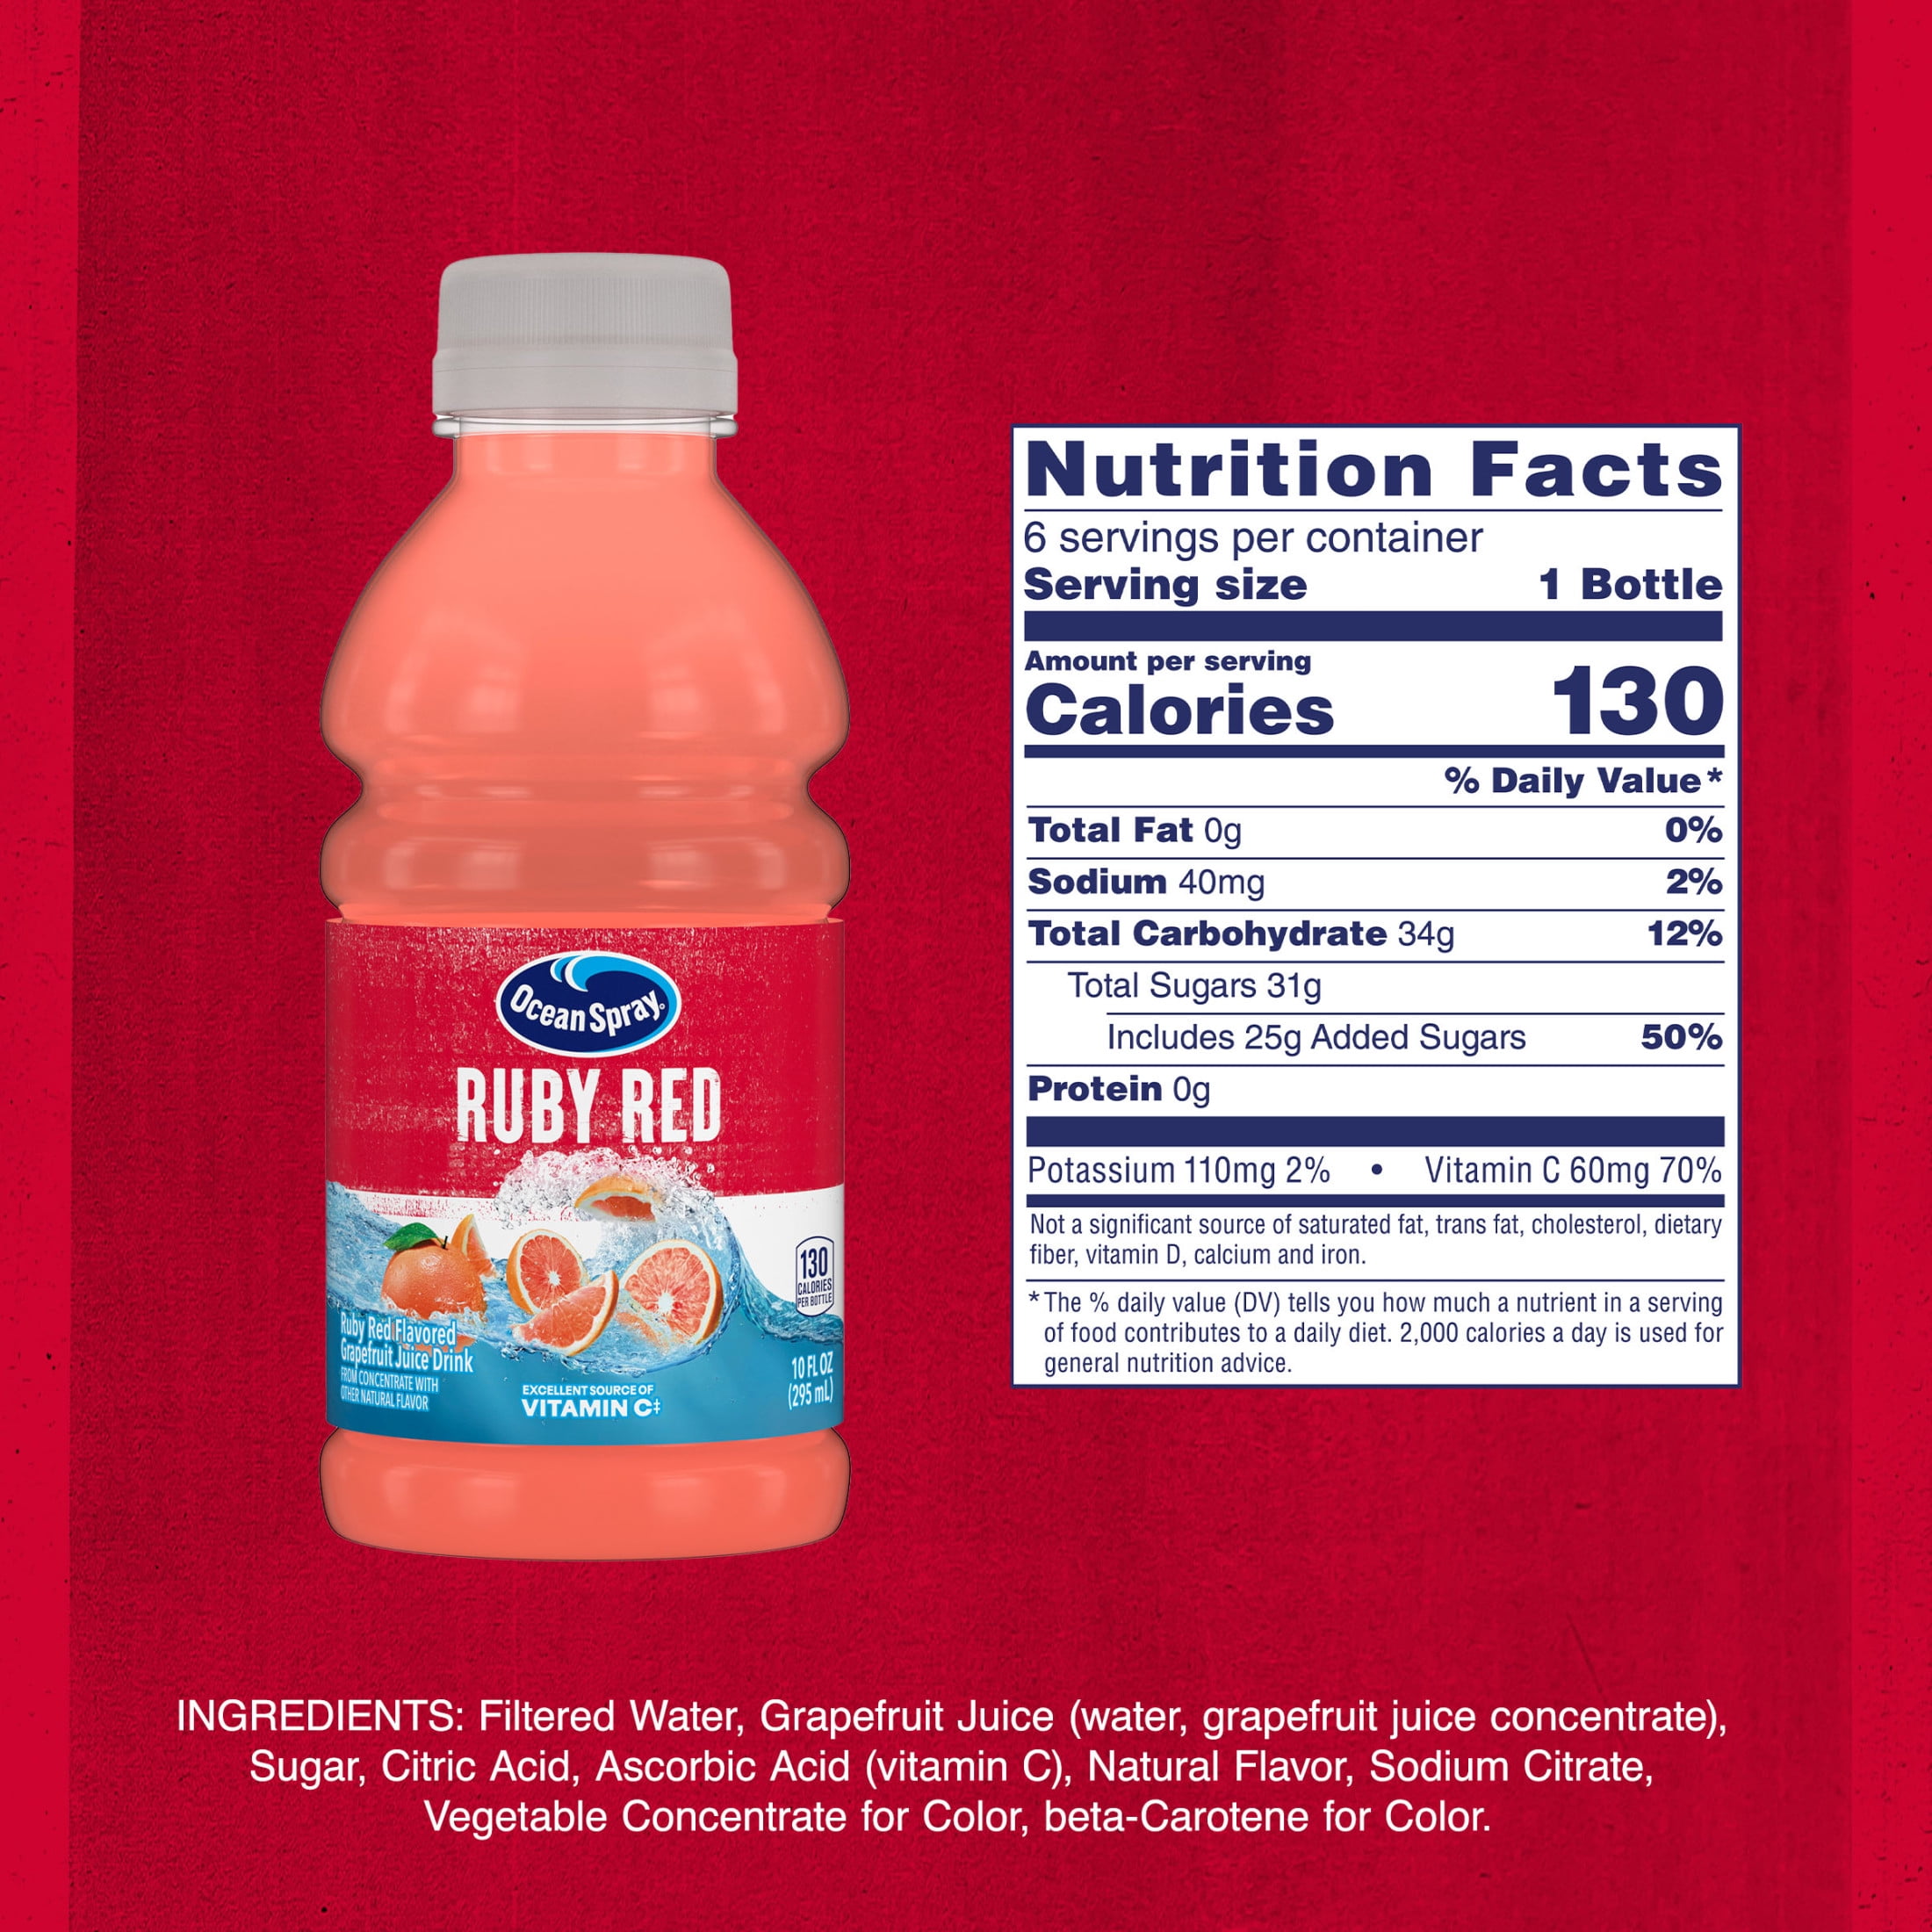 Ocean Spray®
RUBY RED
130
CALORIES
PER BOTTLE
Ruby Red Flavored
Grapefruit Juice Drink
FROM CONCENTRATE WITH
OTHER NATURAL FLAVOR
EXCELLENT SOURCE OF
VITAMIN C‡
10 FL OZ
(295 mL)
Nutrition Facts
6 servings per container
Serving size 1 Bottle
Amount per serving
Calories 130
% Daily Value*
Total Fat 0g 0%
Sodium 40mg 2%
Total Carbohydrate 34g 12%
Total Sugars 31g
Includes 25g Added Sugars 50%
Protein 0g
Potassium 110mg 2% • Vitamin C 60mg 70%
Not a significant source of saturated fat, trans fat, cholesterol, dietary
fiber, vitamin D, calcium and iron.
* The % daily value (DV) tells you how much a nutrient in a serving
of food contributes to a daily diet. 2,000 calories a day is used for
general nutrition advice.
INGREDIENTS: Filtered Water, Grapefruit Juice (water, grapefruit juice concentrate),
Sugar, Citric Acid, Ascorbic Acid (vitamin C), Natural Flavor, Sodium Citrate,
Vegetable Concentrate for Color, beta-Carotene for Color.